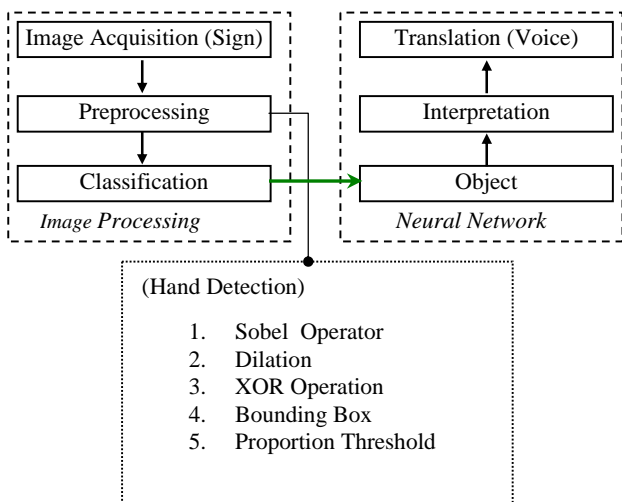 Image Acquisition (Sign)
Preprocessing
Classification
Image Processing
Translation (Voice)
Interpretation
Object
Neural Network
(Hand Detection)
1. Sobel Operator
2. Dilation
3. XOR Operation
4. Bounding Box
5. Proportion Threshold